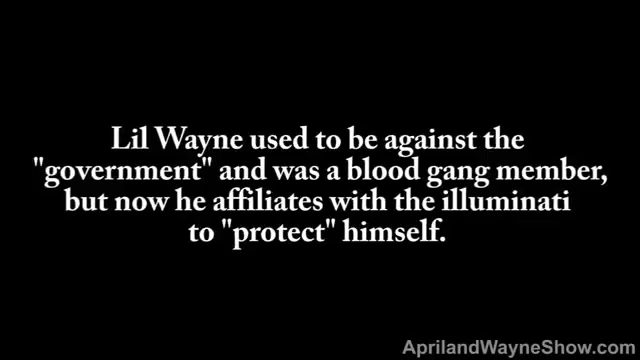 Lil Wayne used to be against the
"government" and was a blood gang member,
but now he affiliates with the illuminati
to "protect" himself.
AprilandWayneShow.com